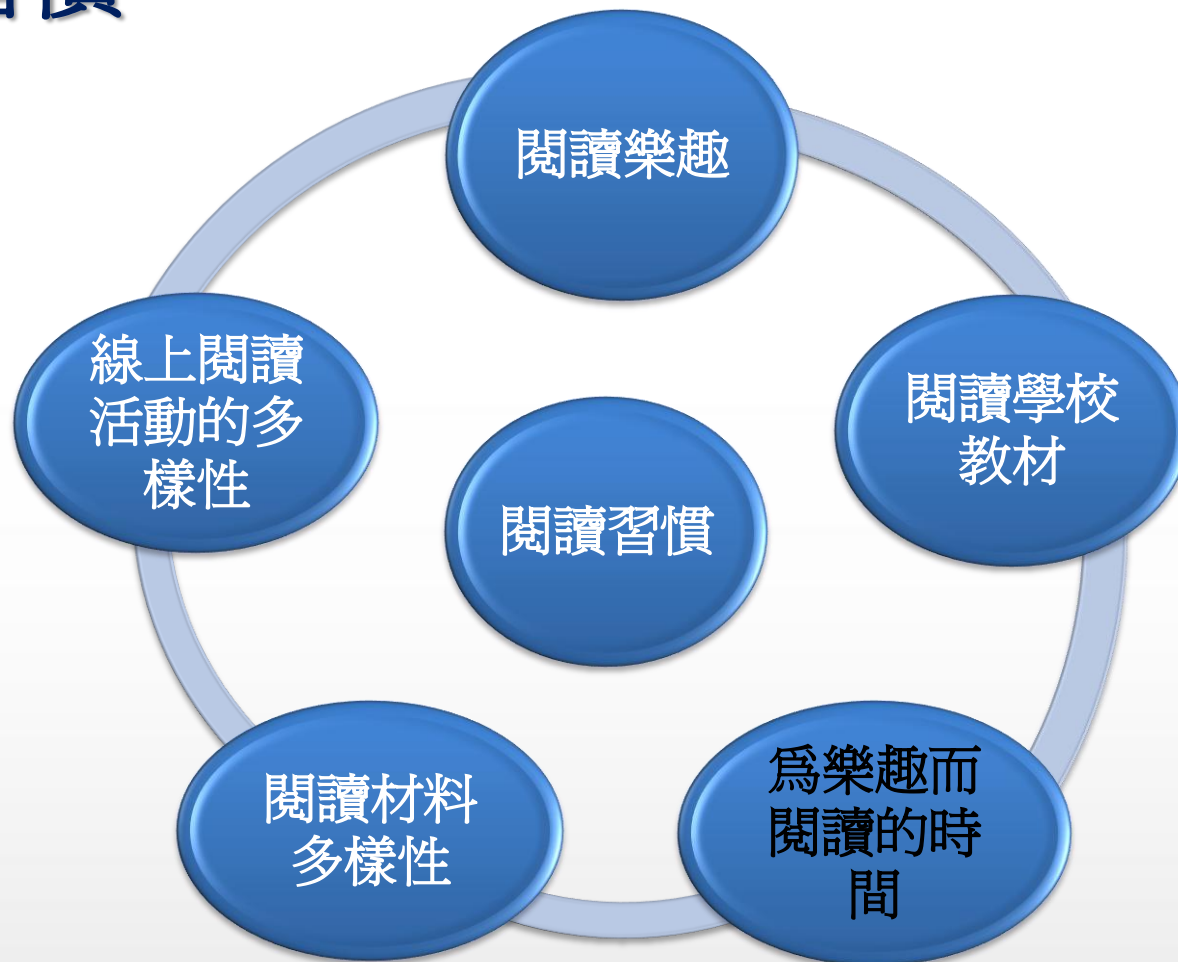 閱讀樂趣
線上閱讀
活動的多
樣性
閱讀學校
教材
閱讀習慣
閱讀材料
多樣性
為樂趣而
閱讀的時
間